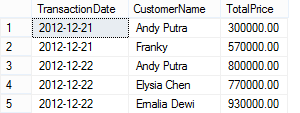 TransactionDate CustomerName TotalPrice
1 2012-12-21 Andy Putra 300000.00
2 2012-12-21 Franky 570000.00
3 2012-12-22 Andy Putra 800000.00
4 2012-12-22 Elysia Chen 770000.00
5 2012-12-22 Emalia Dewi 930000.00